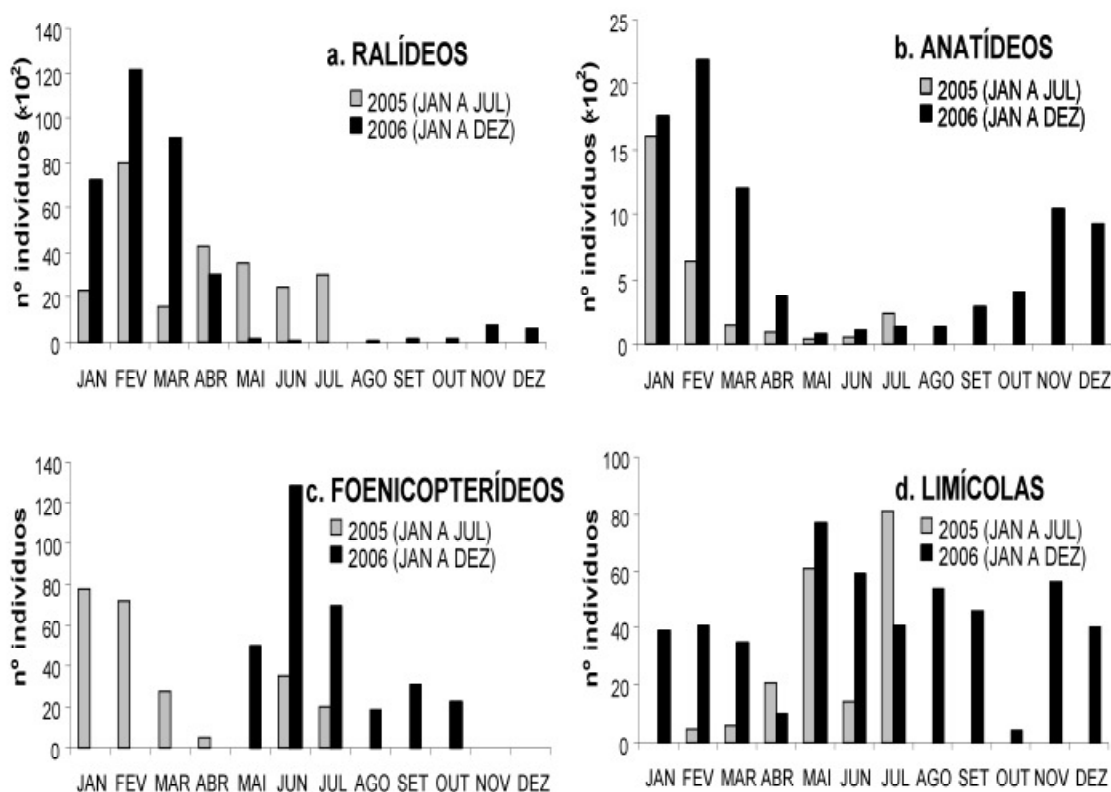 a. RALÍDEOS
2005 (JAN A JUL)
2006 (JAN A DEZ)
nº indivíduos (×10²)
140
120
100
80
60
40
20
0
JAN FEV MAR ABR MAI JUN JUL AGO SET OUT NOV DEZ
b. ANATÍDEOS
2005 (JAN A JUL)
2006 (JAN A DEZ)
nº indivíduos (×10²)
25
20
15
10
5
0
JAN FEV MAR ABR MAI JUN JUL AGO SET OUT NOV DEZ
c. FOENICOPTERÍDEOS
2005 (JAN A JUL)
2006 (JAN A DEZ)
nº indivíduos
140
120
100
80
60
40
20
0
JAN FEV MAR ABR MAI JUN JUL AGO SET OUT NOV DEZ
d. LIMÍCOLAS
2005 (JAN A JUL)
2006 (JAN A DEZ)
nº indivíduos
100
80
60
40
20
0
JAN FEV MAR ABR MAI JUN JUL AGO SET OUT NOV DEZ